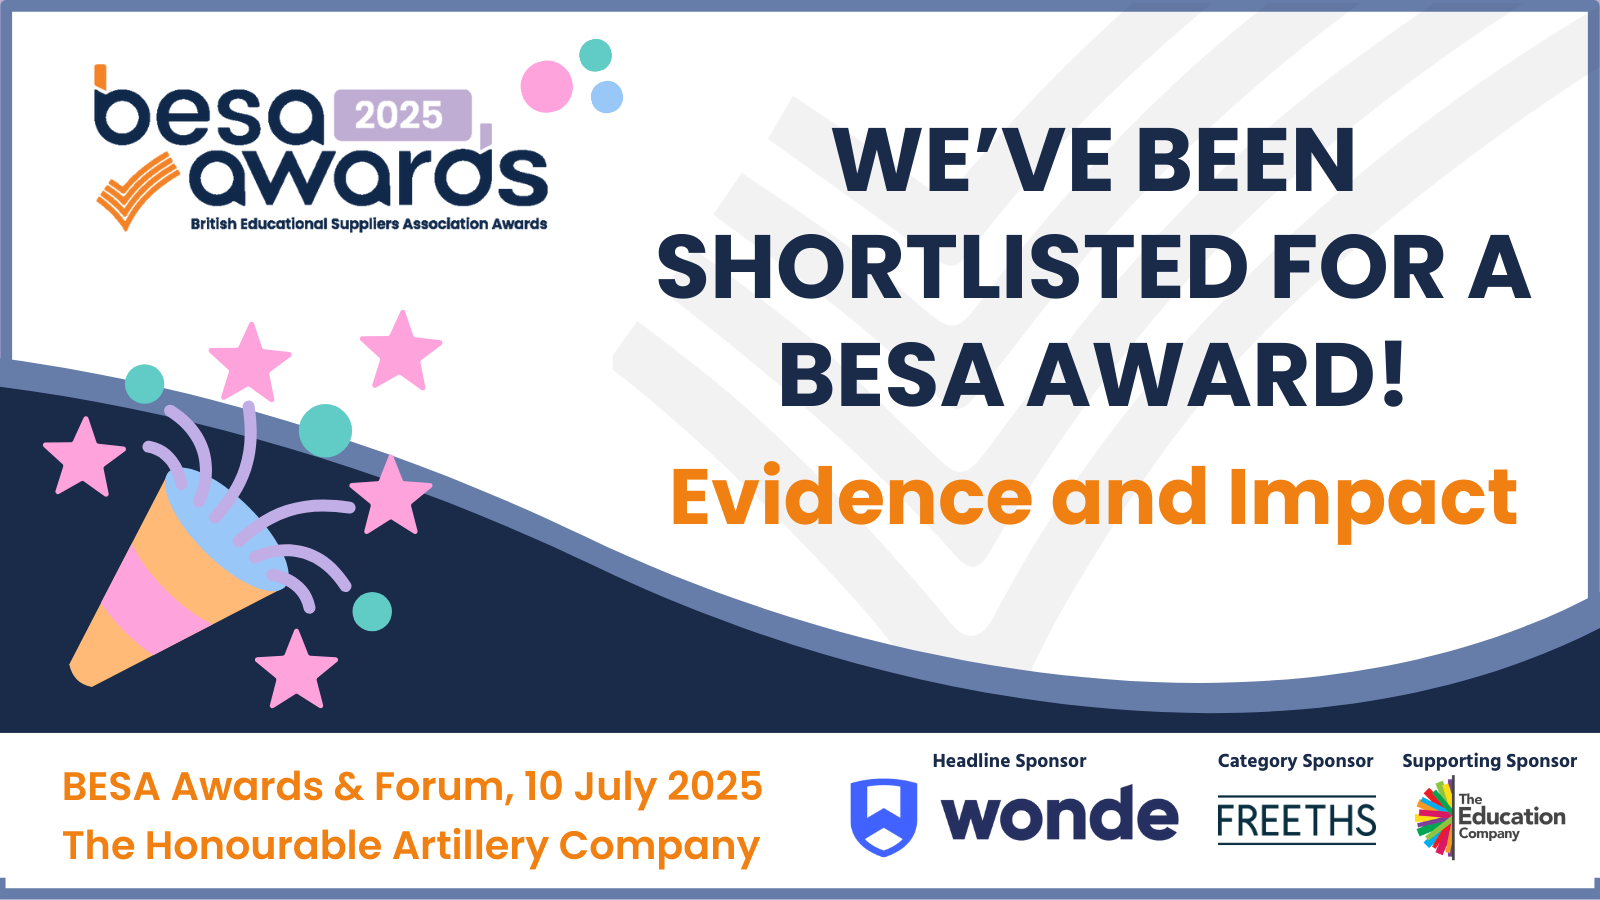 besa 2025
awards
British Educational Suppliers Association Awards
WE’VE BEEN
SHORTLISTED FOR A
BESA AWARD!
Evidence and Impact
BESA Awards & Forum, 10 July 2025
The Honourable Artillery Company
Headline Sponsor
wonde
Category Sponsor
FREETHS
Supporting Sponsor
The
Education
Company